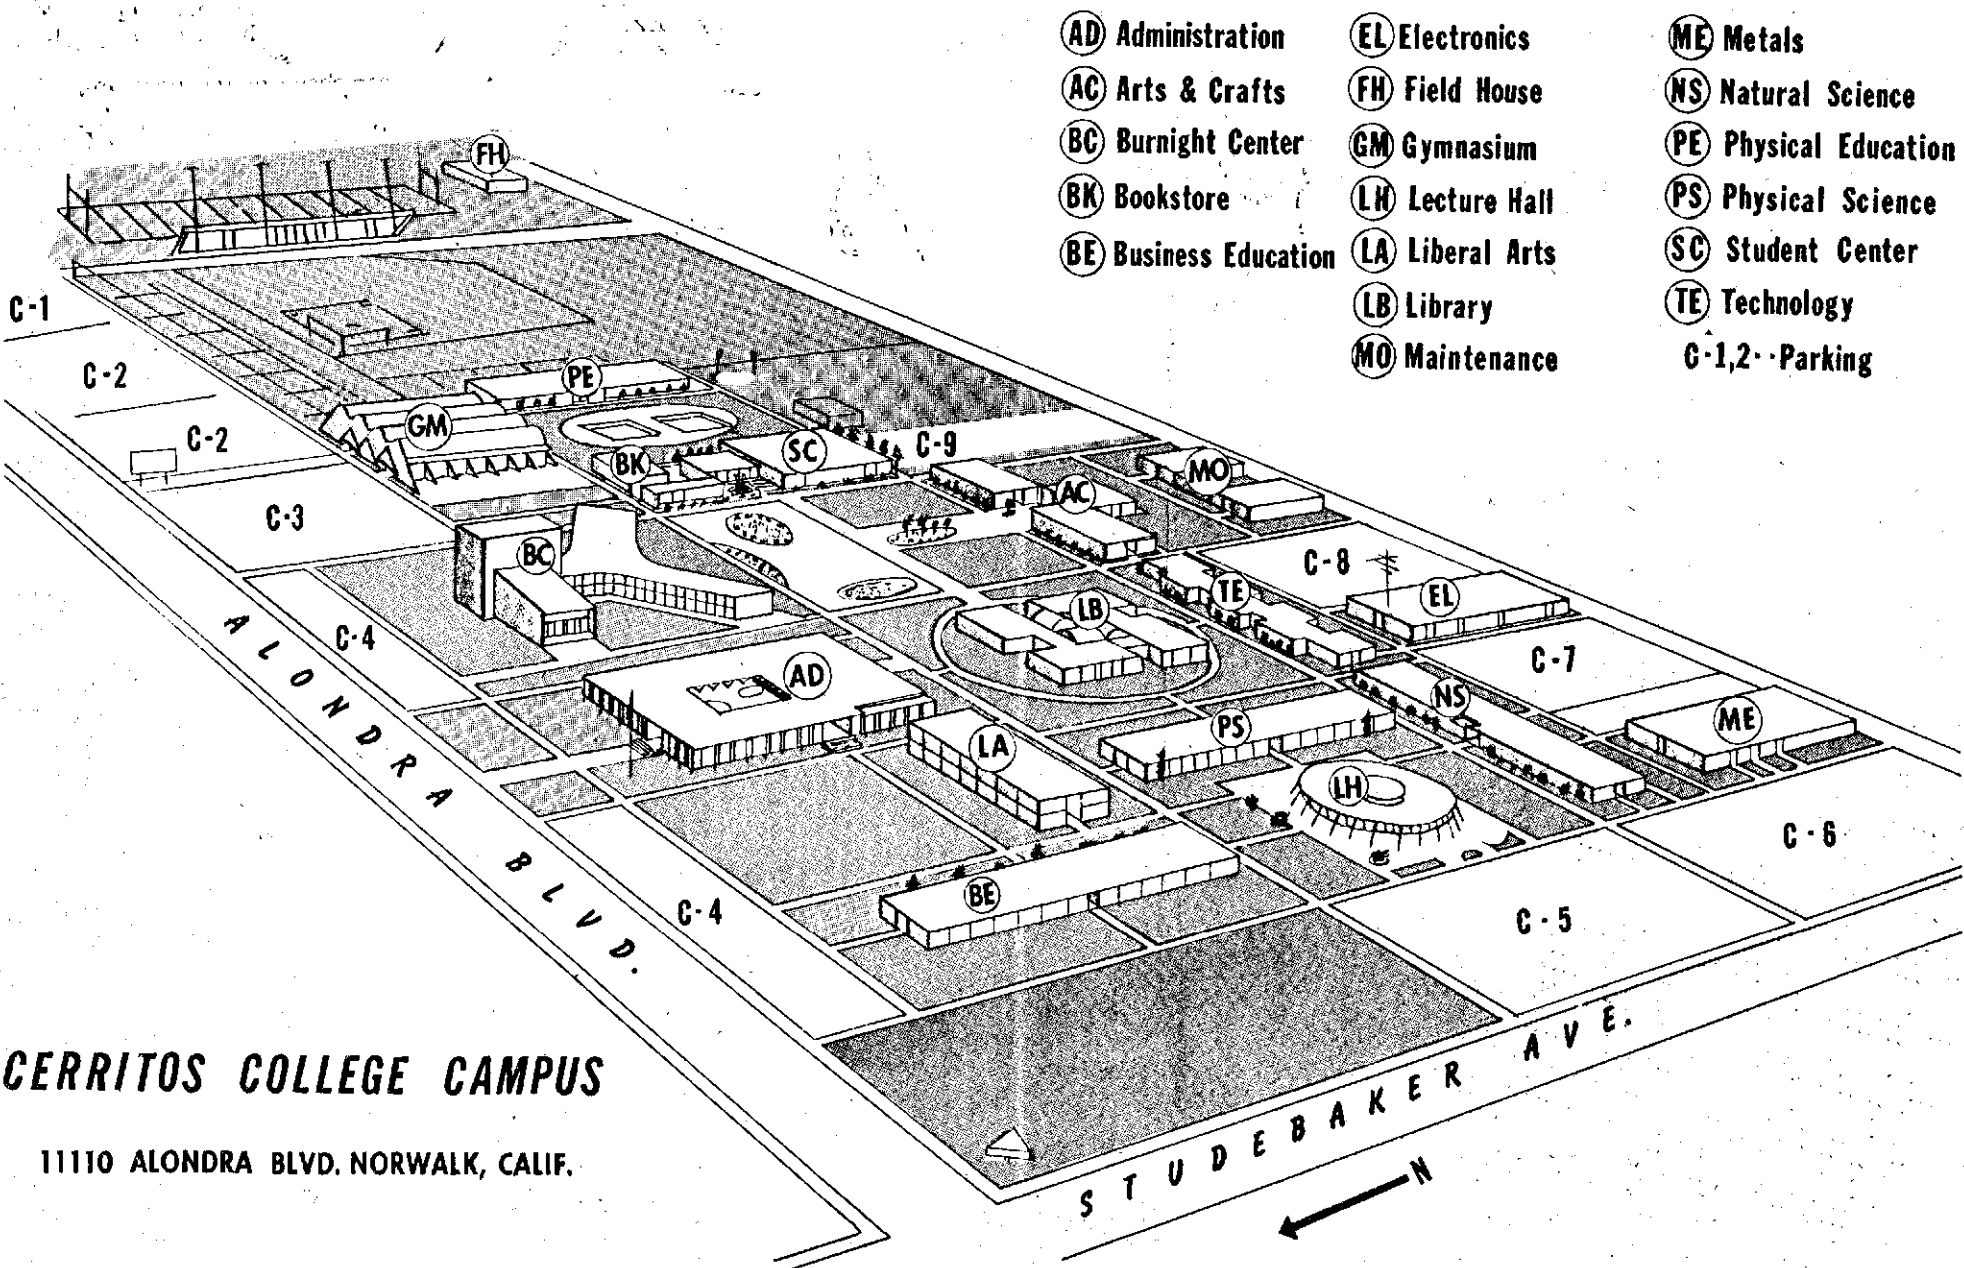 AD Administration
AC Arts & Crafts
BC Burnight Center
BK Bookstore
BE Business Education
EL Electronics
FH Field House
GM Gymnasium
LH Lecture Hall
LA Liberal Arts
LB Library
MO Maintenance
ME Metals
NS Natural Science
PE Physical Education
PS Physical Science
SC Student Center
TE Technology
C-1,2--Parking
FH
C-1
C-2
PE
GM
C-2
BK
SC
C-9
MO
AC
C-3
BC
C-8
TE
EL
LB
C-4
AD
C-7
NS
PS
ME
LA
LH
C-6
BE
C-4
C-5
ALONDRA BLVD.
STUDEBAKER AVE.
N
CERRITOS COLLEGE CAMPUS
11110 ALONDRA BLVD. NORWALK, CALIF.